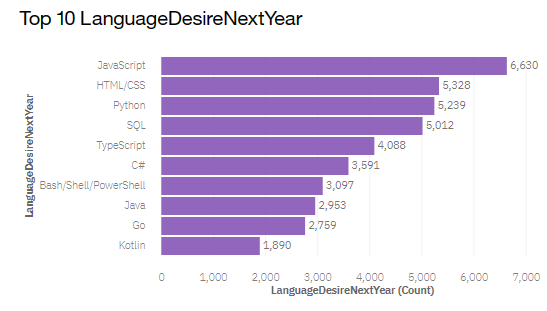 Top 10 LanguageDesireNextYear
LanguageDesireNextYear
JavaScript 6,630
HTML/CSS 5,328
Python 5,239
SQL 5,012
TypeScript 4,088
C# 3,591
Bash/Shell/PowerShell 3,097
Java 2,953
Go 2,759
Kotlin 1,890
0 1,000 2,000 3,000 4,000 5,000 6,000 7,000
LanguageDesireNextYear (Count)